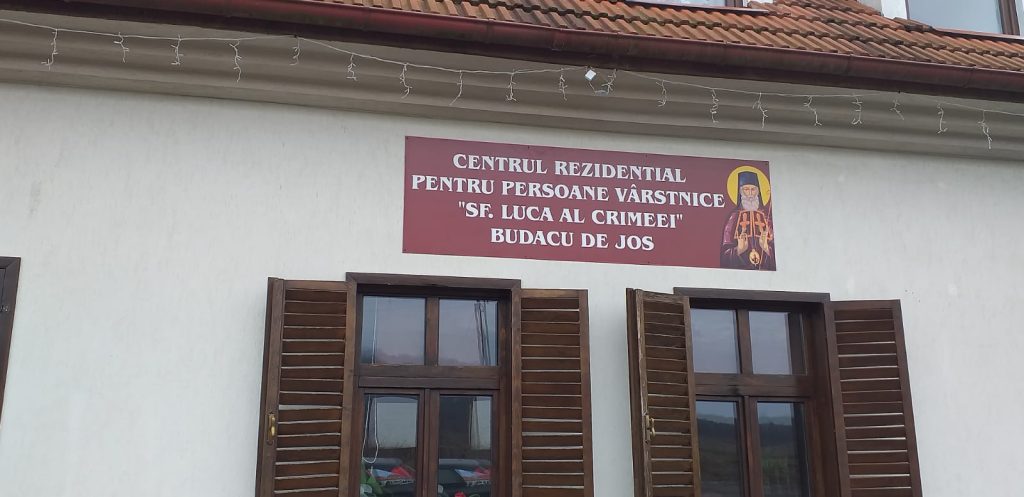 CENTRUL REZIDENTIAL
PENTRU PERSOANE VÂRSTNICE
"SF. LUCA AL CRIMEEI"
BUDACU DE JOS